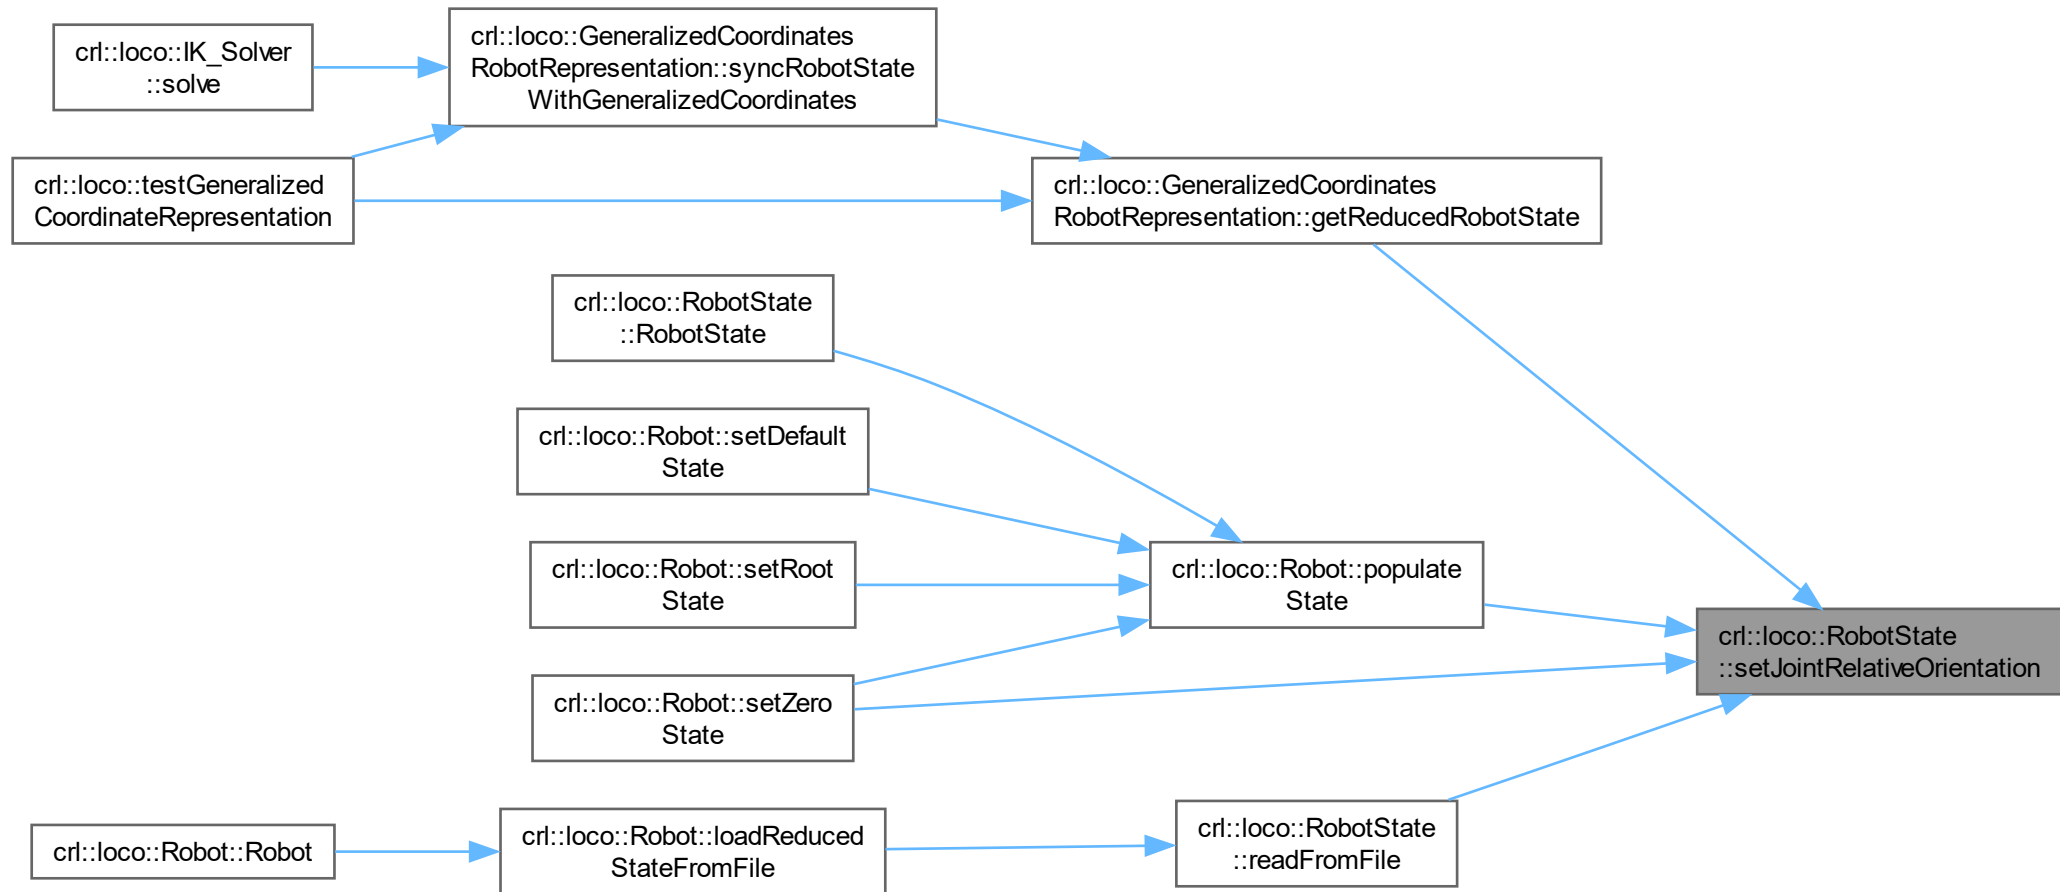 crl::loco::IK_Solver
::solve
crl::loco::GeneralizedCoordinates
RobotRepresentation::syncRobotState
WithGeneralizedCoordinates
crl::loco::testGeneralized
CoordinateRepresentation
crl::loco::GeneralizedCoordinates
RobotRepresentation::getReducedRobotState
crl::loco::RobotState
::RobotState
crl::loco::Robot::setDefault
State
crl::loco::Robot::setRoot
State
crl::loco::Robot::populate
State
crl::loco::RobotState
::setJointRelativeOrientation
crl::loco::Robot::setZero
State
crl::loco::Robot::Robot
crl::loco::Robot::loadReduced
StateFromFile
crl::loco::RobotState
::readFromFile